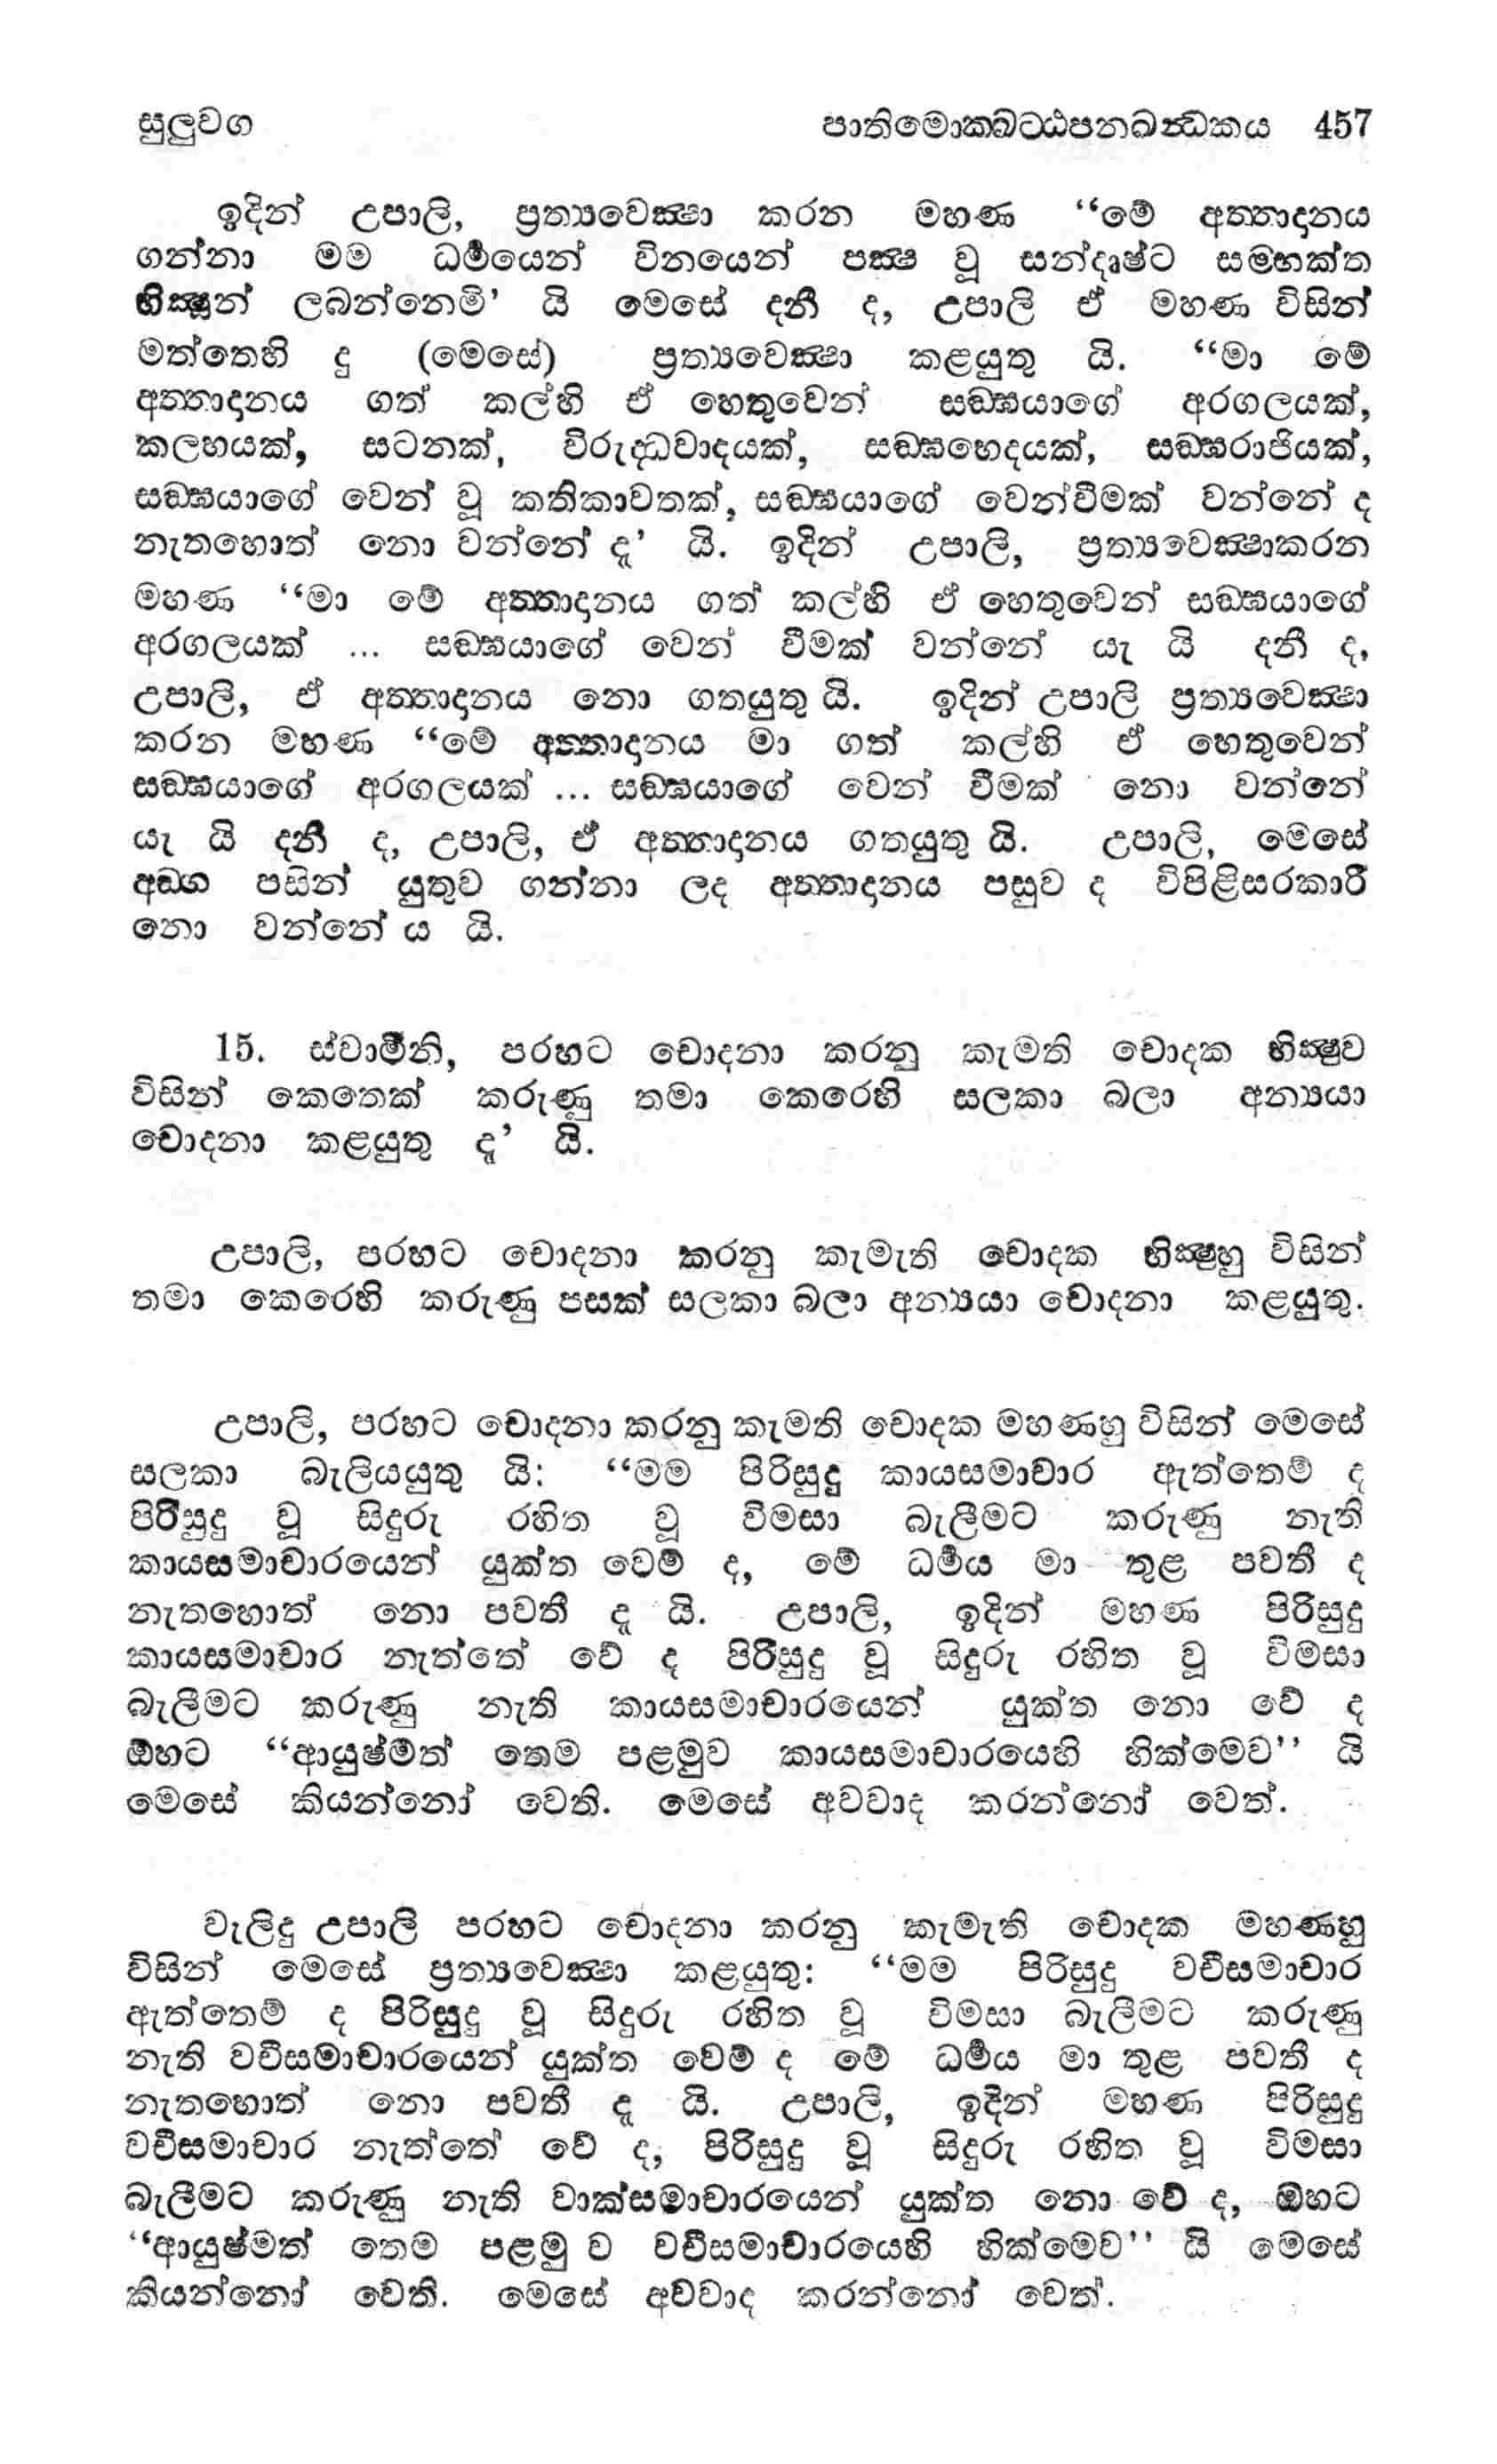 සුලුවග පාතිමොක්ඛට්ඨපනඛන්ධකය 457
ඉදින් උපාලි, ප්‍රත්‍යවෙක්‍ෂා කරන මහණ “මේ අත්තාදානය
ගන්නා මම ධර්‍මයෙන් විනයෙන් පක්‍ෂ වූ සන්දෘෂ්ට සම්භක්ත
භික්‍ෂූන් ලබන්නෙමි’ යි මෙසේ දනී ද, උපාලි ඒ මහණ විසින්
මත්තෙහි දු (මෙසේ) ප්‍රත්‍යවෙක්‍ෂා කළයුතු යි. “මා මේ
අත්තාදානය ගත් කල්හි ඒ හෙතුවෙන් සඞ්ඝයාගේ අරගලයක්,
කලහයක්, සටනක්, විරුද්ධවාදයක්, සඞ්ඝභෙදයක්, සඞ්ඝරාජියක්,
සඞ්ඝයාගේ වෙන් වූ කතිකාවතක්, සඞ්ඝයාගේ වෙන්වීමක් වන්නේ ද
නැතහොත් නො වන්නේ දැ’ යි. ඉදින් උපාලි, ප්‍රත්‍යවෙක්‍ෂාකරන
මහණ “මා මේ අත්තාදානය ගත් කල්හි ඒ හෙතුවෙන් සඞ්ඝයාගේ
අරගලයක් ... සඞ්ඝයාගේ වෙන් වීමක් වන්නේ යැ යි දනී ද,
උපාලි, ඒ අත්තාදානය නො ගතයුතු යි. ඉදින් උපාලි ප්‍රත්‍යවෙක්‍ෂා
කරන මහණ “මේ අත්තාදානය මා ගත් කල්හි ඒ හෙතුවෙන්
සඞ්ඝයාගේ අරගලයක් ... සඞ්ඝයාගේ වෙන් වීමක් නො වන්නේ
යැ යි දනී ද, උපාලි, ඒ අත්තාදානය ගතයුතු යි. උපාලි, මෙසේ
අඞ්ග පසින් යුතුව ගන්නා ලද අත්තාදානය පසුව ද විපිළිසරකාරී
නො වන්නේ ය යි.
15. ස්වාමීනි, පරහට චොදනා කරනු කැමති චොදක භික්‍ෂුව
විසින් කෙතෙක් කරුණු තමා කෙරෙහි සලකා බලා අන්‍යයා
චොදනා කළයුතු දැ’ යි.
උපාලි, පරහට චොදනා කරනු කැමැති චොදක භික්‍ෂුහු විසින්
තමා කෙරෙහි කරුණු පසක් සලකා බලා අන්‍යයා චොදනා කළයුතු.
උපාලි, පරහට චොදනා කරනු කැමති චොදක මහණහු විසින් මෙසේ
සලකා බැලියයුතු යි: “මම පිරිසුදු කායසමාචාර ඇත්තෙම් ද
පිරිසුදු වූ සිදුරු රහිත වූ විමසා බැලීමට කරුණු නැති
කායසමාචාරයෙන් යුක්ත වෙම් ද, මේ ධර්‍මය මා තුළ පවතී ද
නැතහොත් නො පවතී දැ යි. උපාලි, ඉදින් මහණ පිරිසුදු
කායසමාචාර නැත්තේ වේ ද පිරිසුදු වූ සිදුරු රහිත වූ විමසා
බැලීමට කරුණු නැති කායසමාචාරයෙන් යුක්ත නො වේ ද
ඔහට “ආයුෂ්මත් තෙම පළමුව කායසමාචාරයෙහි හික්මෙව” යි
මෙසේ කියන්නෝ වෙති. මෙසේ අවවාද කරන්නෝ වෙත්.
වැලිදු උපාලි පරහට චොදනා කරනු කැමැති චොදක මහණහු
විසින් මෙසේ ප්‍රත්‍යවෙක්‍ෂා කළයුතු: “මම පිරිසුදු වචීසමාචාර
ඇත්තෙම් ද පිරිසුදු වූ සිදුරු රහිත වූ විමසා බැලීමට කරුණු
නැති වචීසමාචාරයෙන් යුක්ත වෙම් ද මේ ධර්‍මය මා තුළ පවතී ද
නැතහොත් නො පවතී දැ යි. උපාලි, ඉදින් මහණ පිරිසුදු
වචීසමාචාර නැත්තේ වේ ද, පිරිසුදු වූ සිදුරු රහිත වූ විමසා
බැලීමට කරුණු නැති වාක්සමාචාරයෙන් යුක්ත නො වේ ද, ඔහට
“ආයුෂ්මත් තෙම පළමු ව වචීසමාචාරයෙහි හික්මෙව” යි මෙසේ
කියන්නෝ වෙති. මෙසේ අවවාද කරන්නෝ වෙත්.